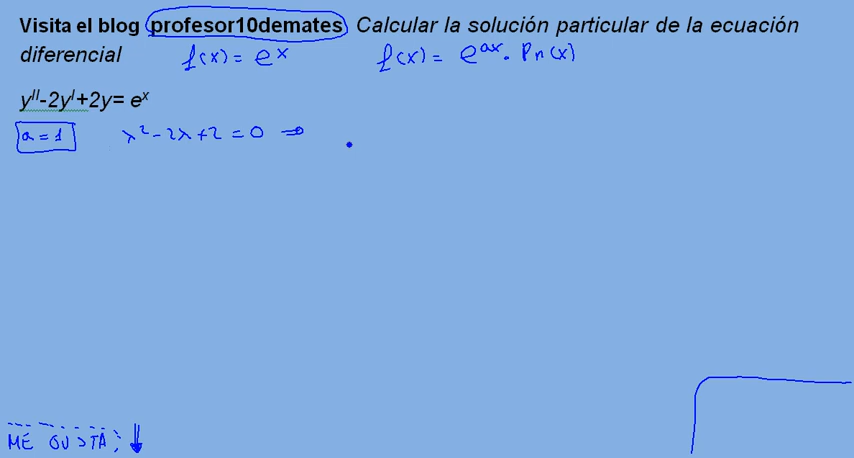 Visita el blog profesor10demates Calcular la solución particular de la ecuación
diferencial f(x) = e^x f(x) = e^ax · Pn(x)
y^II-2y^I+2y= e^x
a = 1 λ² - 2λ + 2 = 0 ⇒
ME GUSTA: ↓